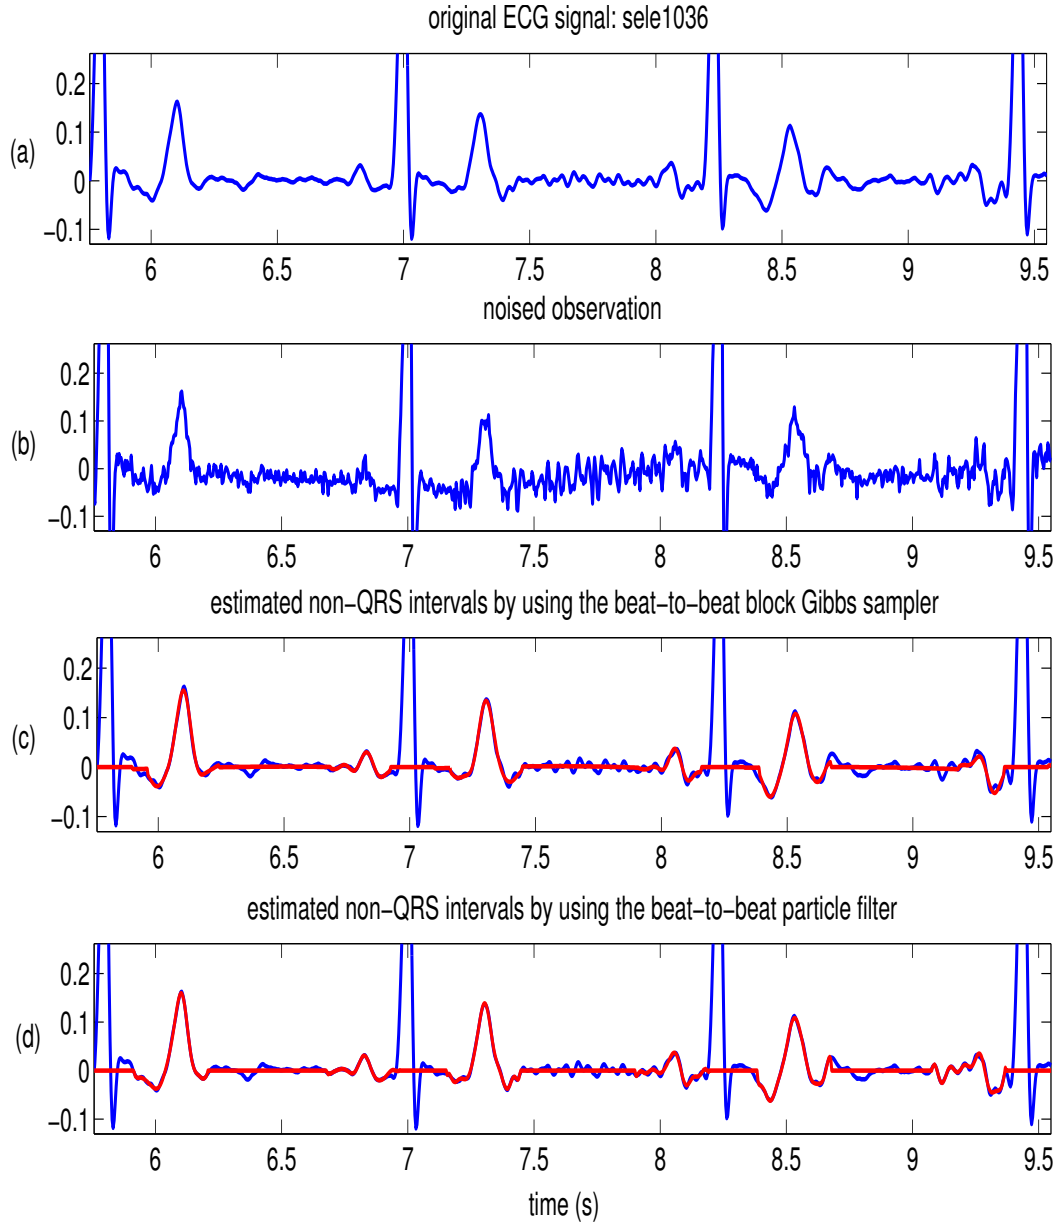 original ECG signal: sele1036
(a)
0.2
0.1
0
−0.1
6 6.5 7 7.5 8 8.5 9 9.5
noised observation
(b)
0.2
0.1
0
−0.1
6 6.5 7 7.5 8 8.5 9 9.5
estimated non−QRS intervals by using the beat−to−beat block Gibbs sampler
(c)
0.2
0.1
0
−0.1
6 6.5 7 7.5 8 8.5 9 9.5
estimated non−QRS intervals by using the beat−to−beat particle filter
(d)
0.2
0.1
0
−0.1
6 6.5 7 7.5 8 8.5 9 9.5
time (s)